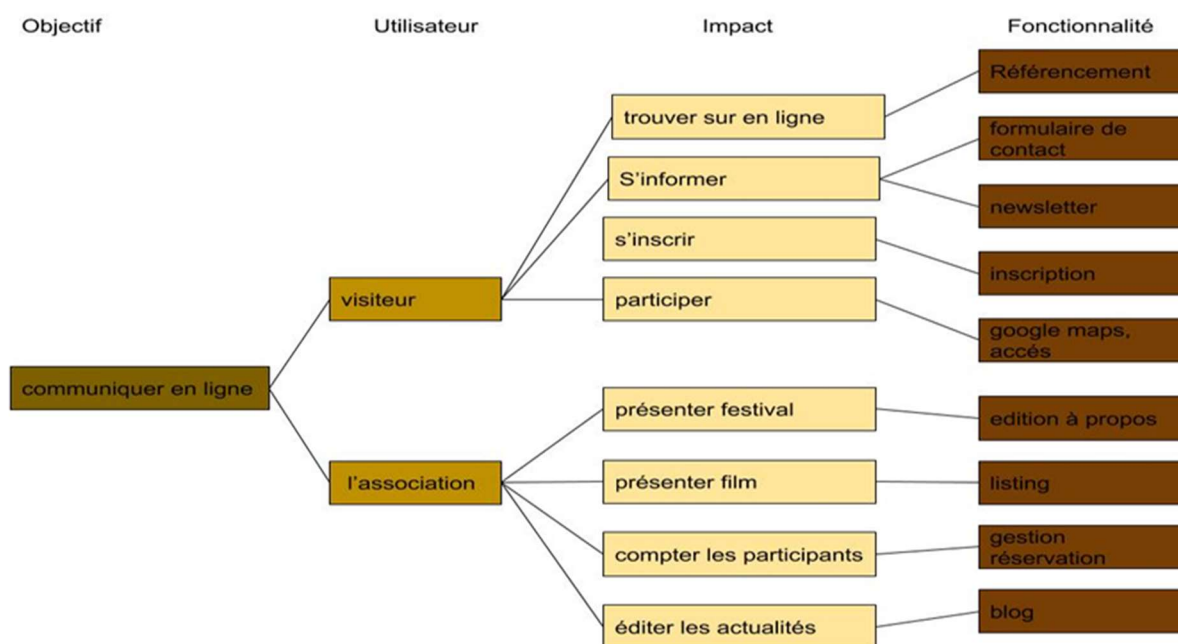 Objectif
Utilisateur
Impact
Fonctionnalité
communiquer en ligne
visiteur
l'association
trouver sur en ligne
S'informer
s'inscrir
participer
présenter festival
présenter film
compter les participants
éditer les actualités
Référencement
formulaire de
contact
newsletter
inscription
google maps,
accés
edition à propos
listing
gestion
réservation
blog